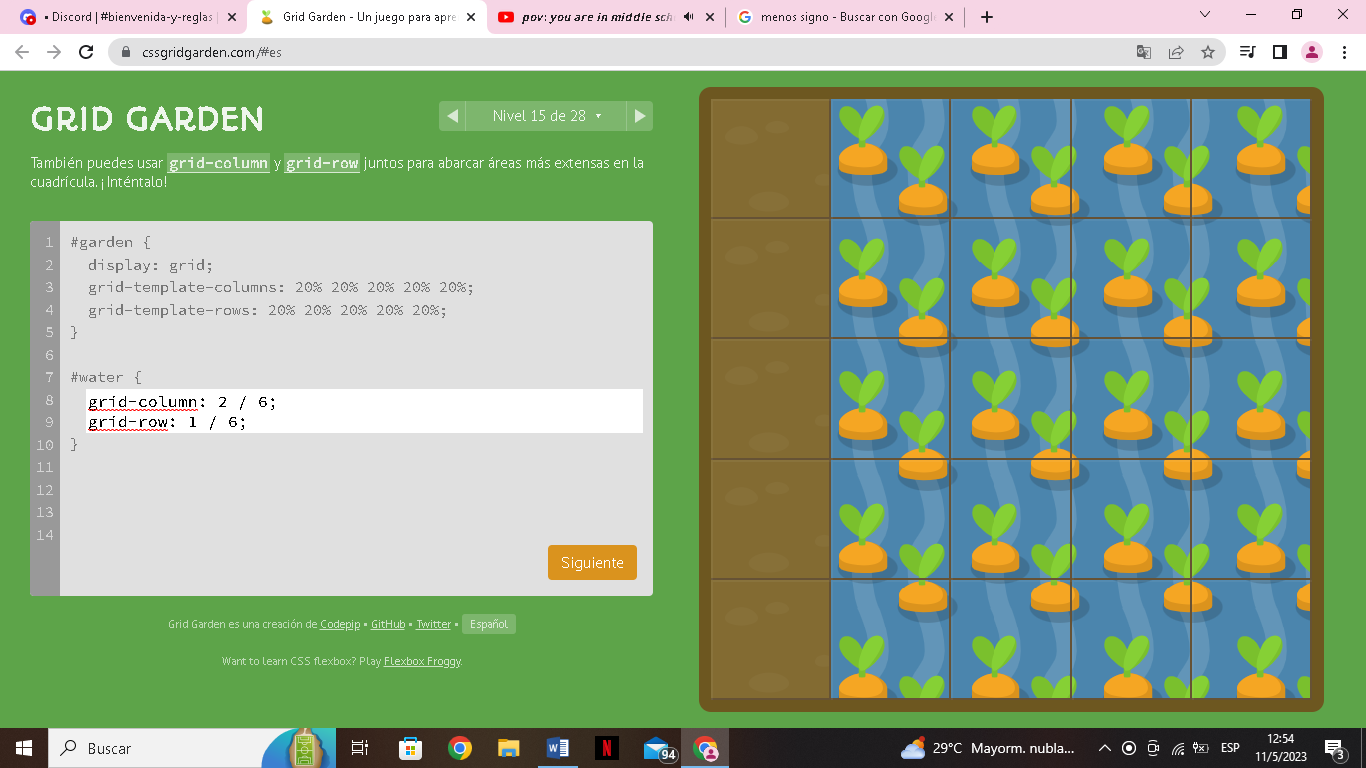 • Discord | #bienvenida-y-reglas |
Grid Garden - Un juego para apre
pov: you are in middle sch
menos signo - Buscar con Google
cssgridgarden.com/#es
GRID GARDEN
Nivel 15 de 28
También puedes usar grid-column y grid-row juntos para abarcar áreas más extensas en la
cuadrícula. ¡Inténtalo!
1 #garden {
2 display: grid;
3 grid-template-columns: 20% 20% 20% 20% 20%;
4 grid-template-rows: 20% 20% 20% 20% 20%;
5 }
6
7 #water {
8 grid-column: 2 / 6;
9 grid-row: 1 / 6;
10 }
11
12
13
14
Siguiente
Grid Garden es una creación de Codepip • GitHub • Twitter • Español
Want to learn CSS flexbox? Play Flexbox Froggy.
Buscar
94
29°C Mayorm. nubla...
ESP
12:54
11/5/2023
3